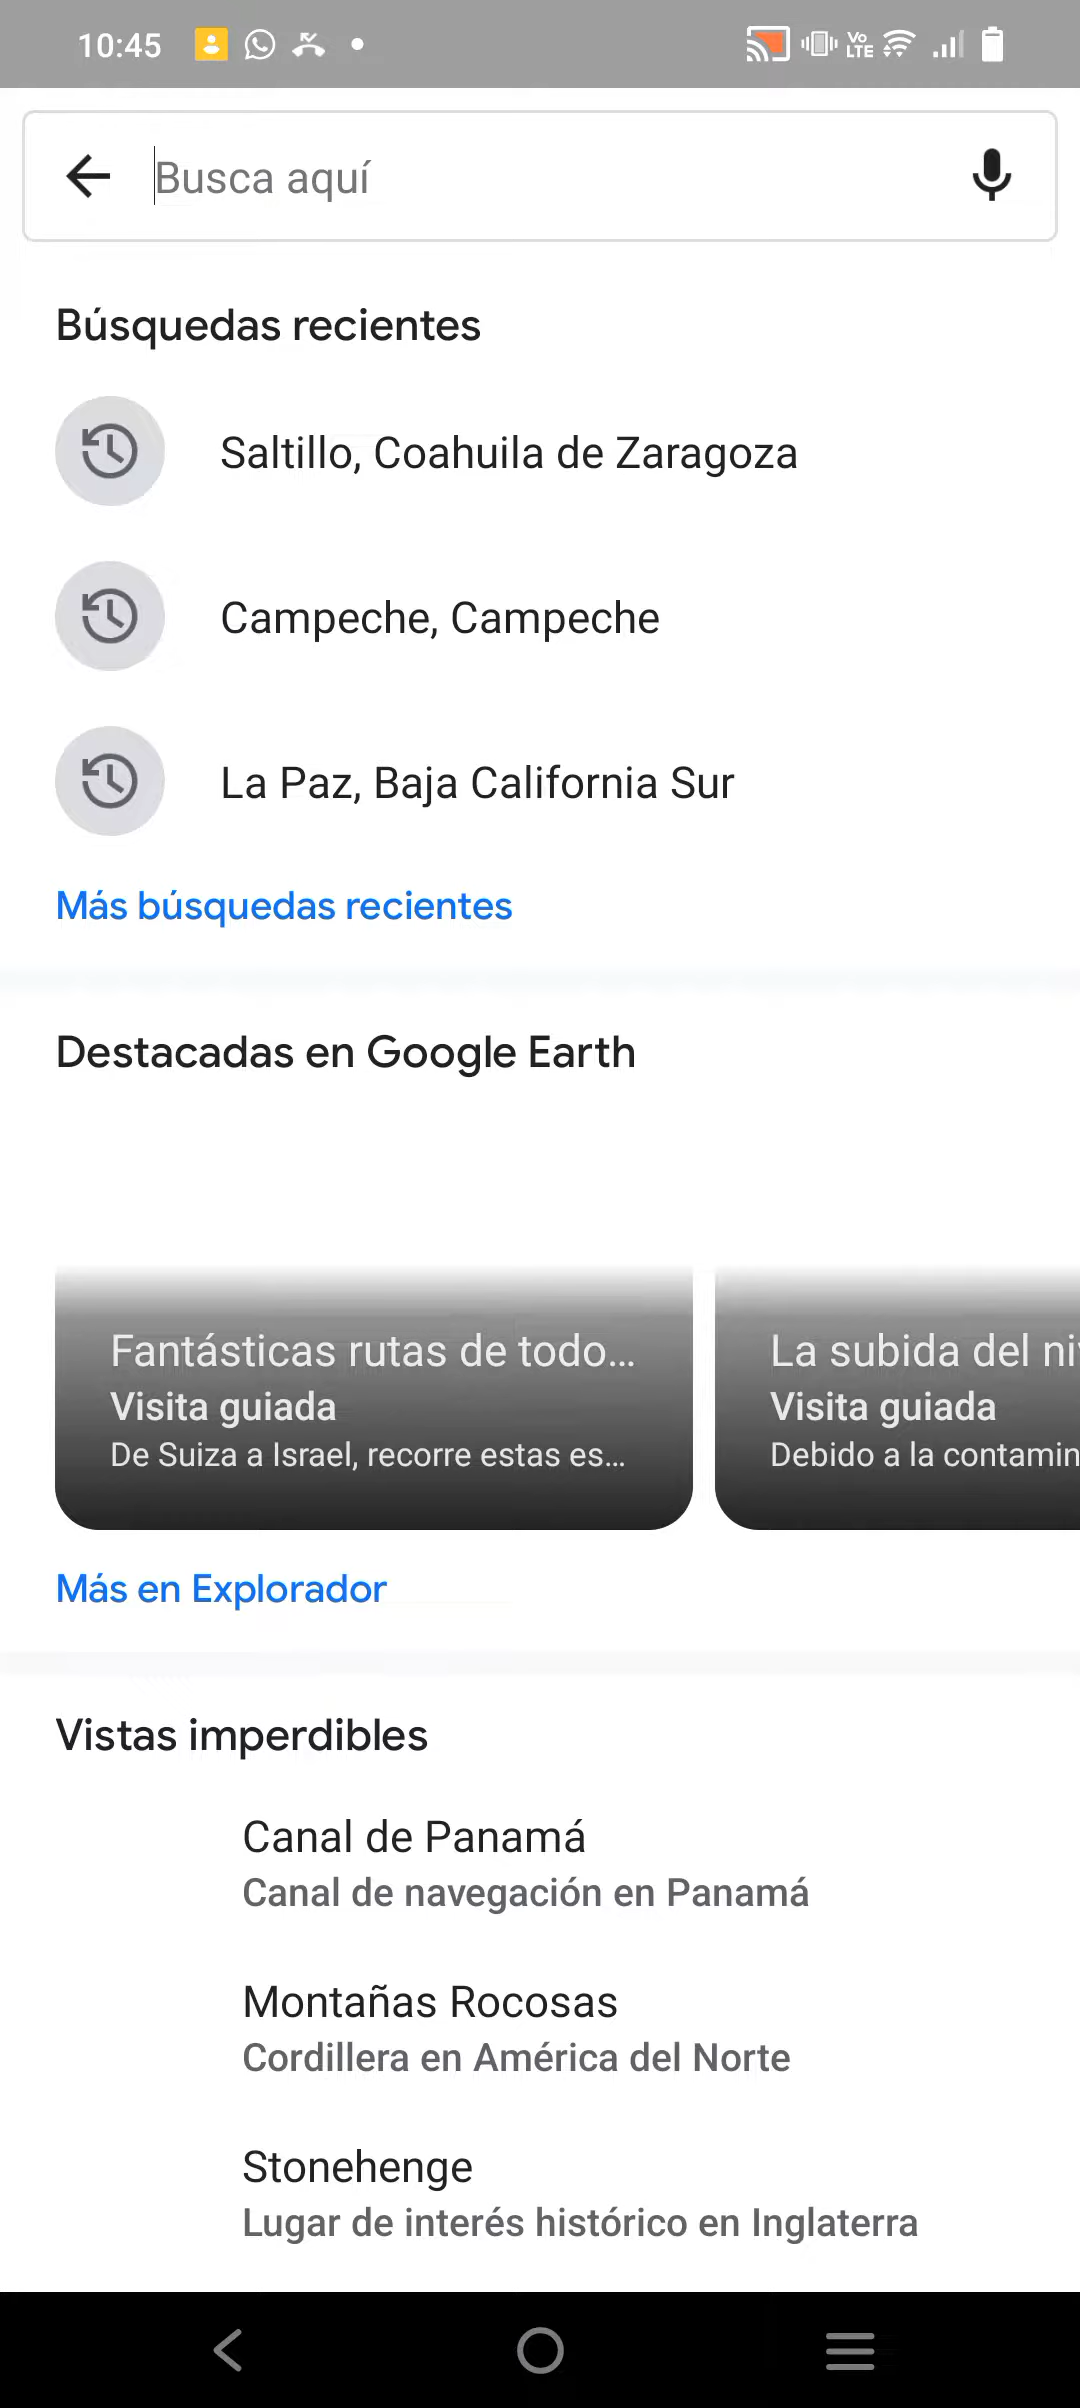 10:45
Vo
LTE
Busca aquí
Búsquedas recientes
Saltillo, Coahuila de Zaragoza
Campeche, Campeche
La Paz, Baja California Sur
Más búsquedas recientes
Destacadas en Google Earth
Fantásticas rutas de todo...
Visita guiada
De Suiza a Israel, recorre estas es...
La subida del ni
Visita guiada
Debido a la contamin
Más en Explorador
Vistas imperdibles
Canal de Panamá
Canal de navegación en Panamá
Montañas Rocosas
Cordillera en América del Norte
Stonehenge
Lugar de interés histórico en Inglaterra